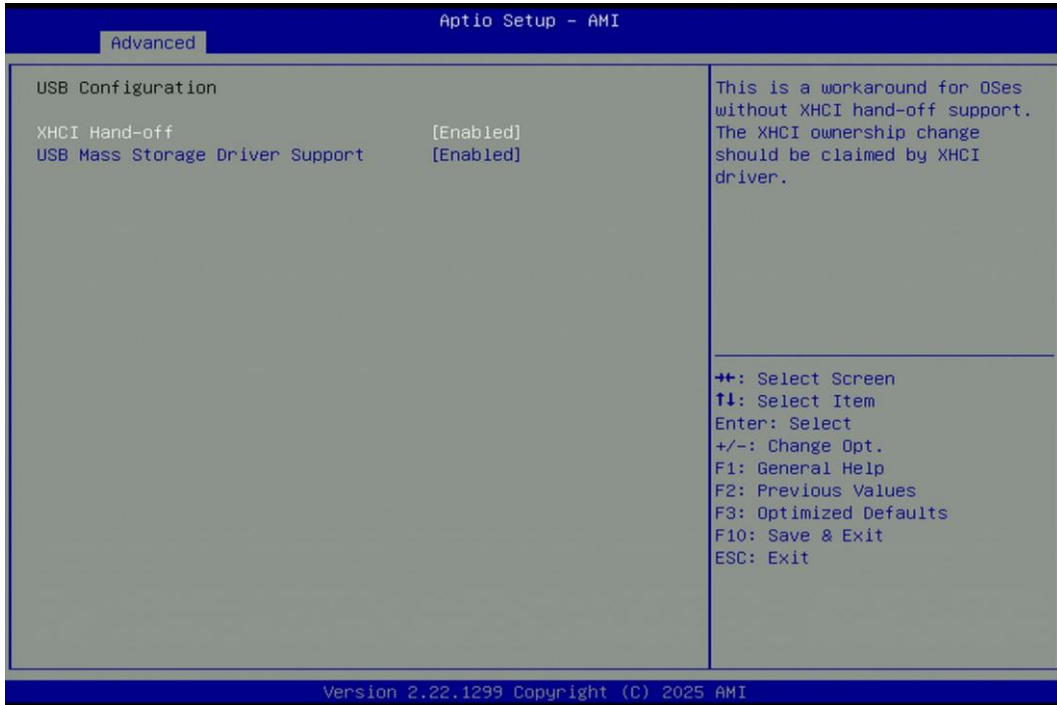 Aptio Setup – AMI
Advanced
USB Configuration
XHCI Hand-off [Enabled]
USB Mass Storage Driver Support [Enabled]
This is a workaround for OSes
without XHCI hand-off support.
The XHCI ownership change
should be claimed by XHCI
driver.
→←: Select Screen
↑↓: Select Item
Enter: Select
+/-: Change Opt.
F1: General Help
F2: Previous Values
F3: Optimized Defaults
F10: Save & Exit
ESC: Exit
Version 2.22.1299 Copyright (C) 2025 AMI